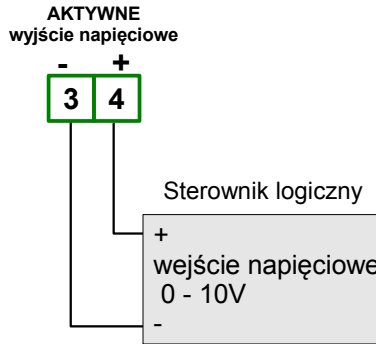 AKTYWNE
wyjście napięciowe
- +
3 4
Sterownik logiczny
+
wejście napięciowe
0 - 10V
-